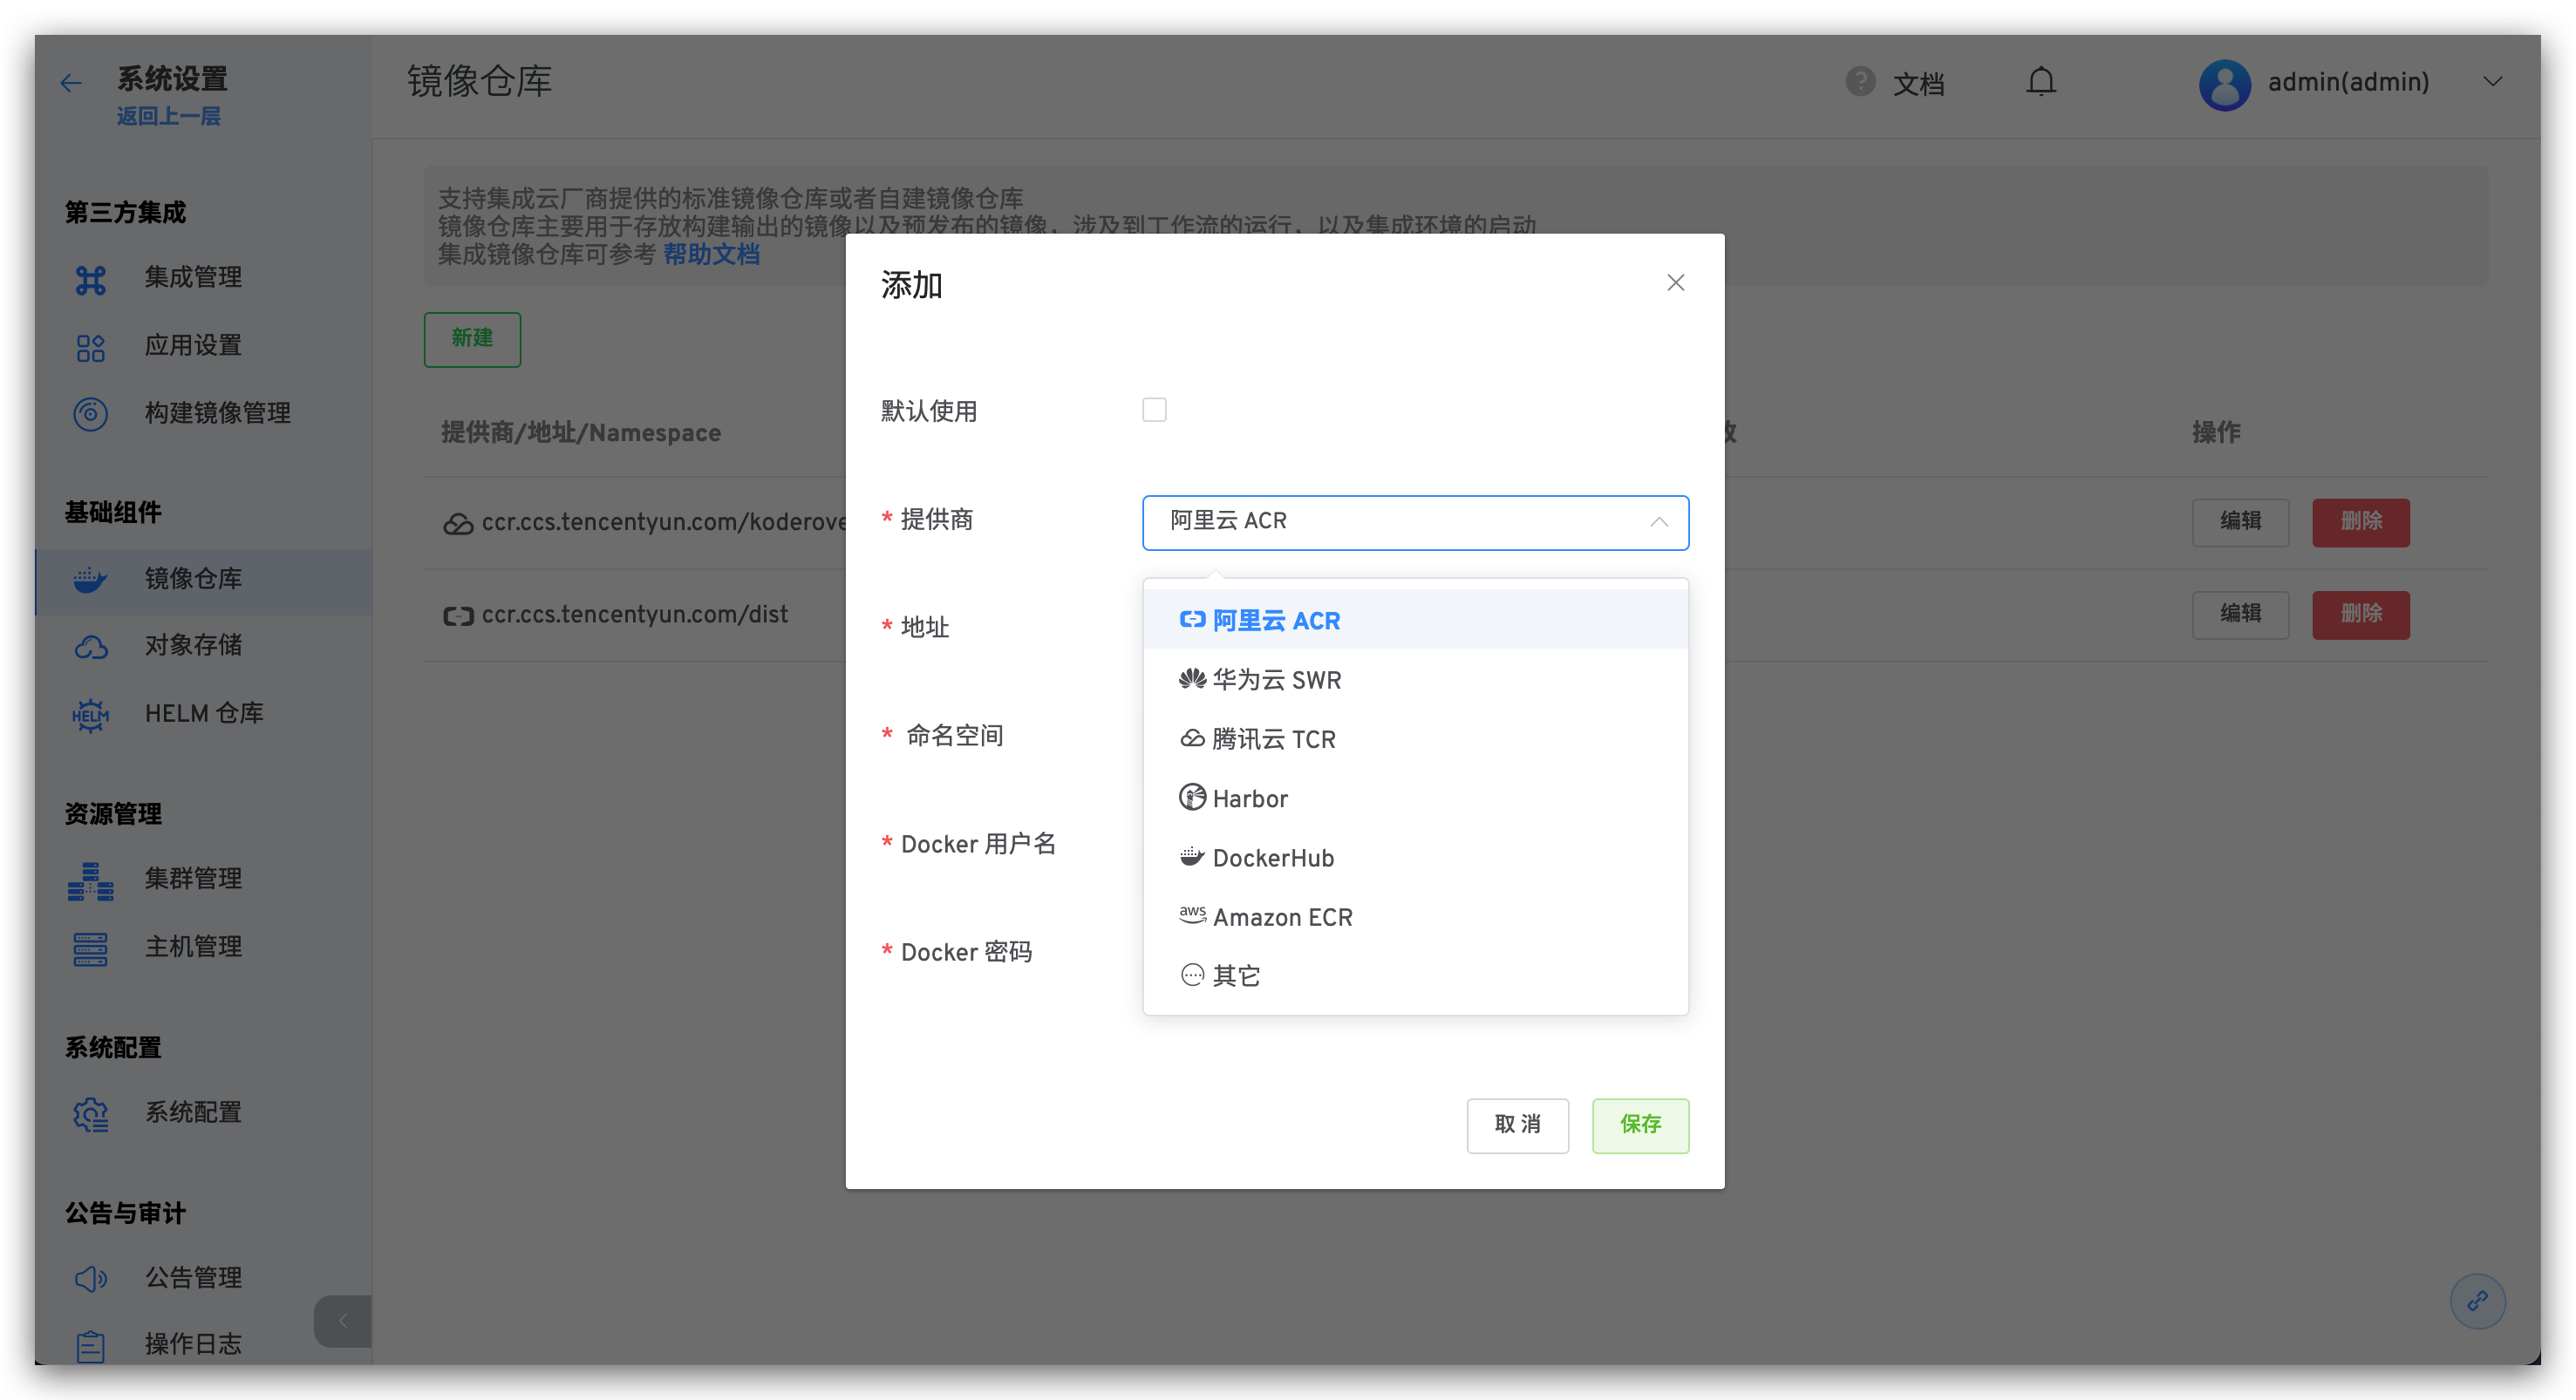 系统设置
返回上一层
镜像仓库
文档
admin(admin)
第三方集成
集成管理
应用设置
构建镜像管理
基础组件
镜像仓库
对象存储
HELM 仓库
资源管理
集群管理
主机管理
系统配置
系统配置
公告与审计
公告管理
操作日志
支持集成云厂商提供的标准镜像仓库或者自建镜像仓库
镜像仓库主要用于存放构建输出的镜像以及预发布的镜像，涉及到工作流的运行，以及集成环境的启动
集成镜像仓库可参考 帮助文档
新建
提供商/地址/Namespace
操作
ccr.ccs.tencentyun.com/koderove
编辑
删除
ccr.ccs.tencentyun.com/dist
编辑
删除
添加
默认使用
* 提供商
阿里云 ACR
* 地址
* 命名空间
* Docker 用户名
* Docker 密码
阿里云 ACR
华为云 SWR
腾讯云 TCR
Harbor
DockerHub
aws Amazon ECR
其它
取 消
保存